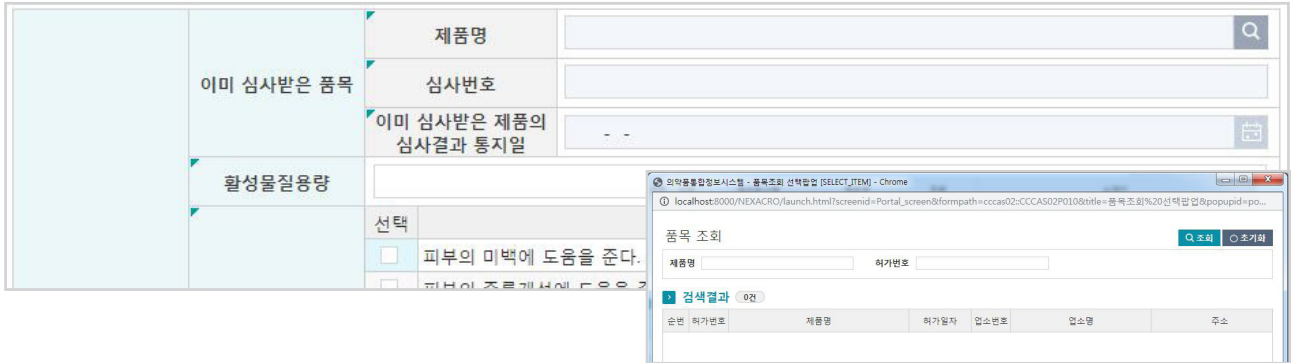 제품명
이미 심사받은 품목
심사번호
이미 심사받은 제품의
심사결과 통지일
- -
활성물질용량
선택
피부의 미백에 도움을 준다.
의약품통합정보시스템 - 품목조회 선택팝업 [SELECT_ITEM] - Chrome
localhost:8000/NEXACRO/launch.html?screenid=Portal_screen&formpath=cccas02::CCCAS02P010&title=품목조회%20선택팝업&popupid=po...
품목 조회
조회 초기화
제품명 허가번호
검색결과 0건
순번 허가번호 제품명 허가일자 업소번호 업소명 주소